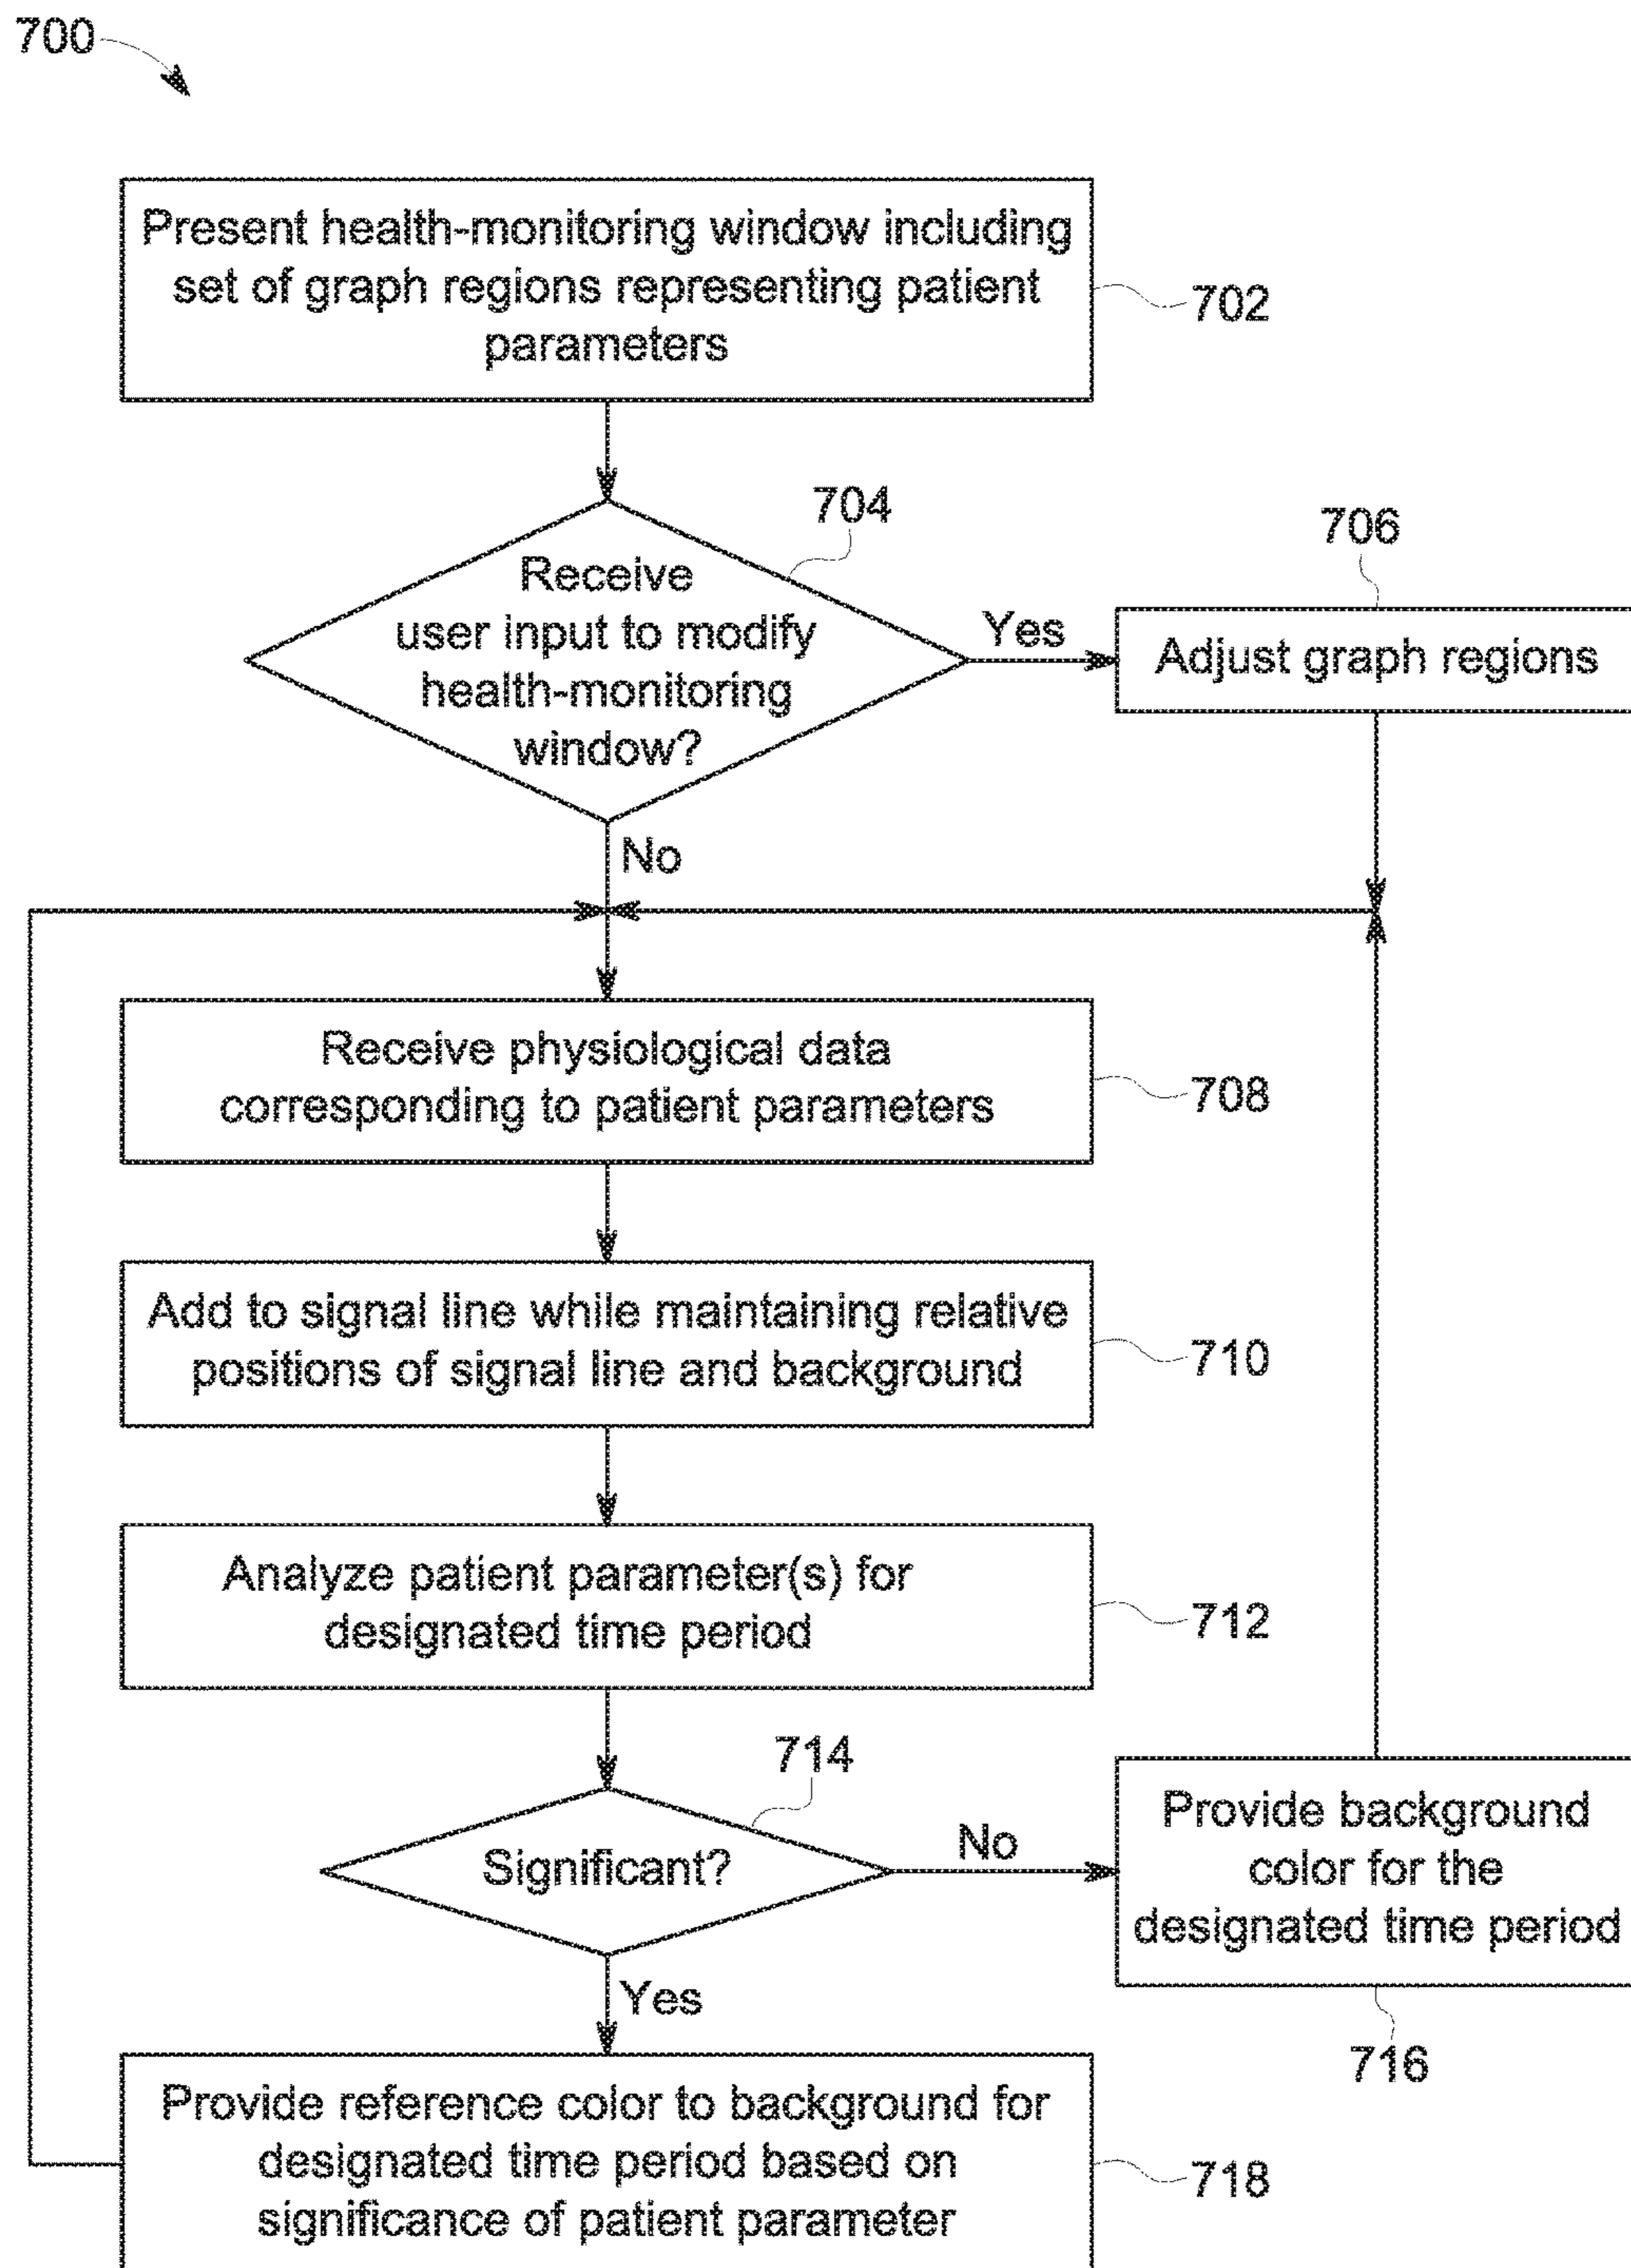 700
Present health-monitoring window including
set of graph regions representing patient
parameters
702
704
Receive
user input to modify
health-monitoring
window?
Yes
706
Adjust graph regions
No
Receive physiological data
corresponding to patient parameters
708
Add to signal line while maintaining relative
positions of signal line and background
710
Analyze patient parameter(s) for
designated time period
712
714
Significant?
No
Provide background
color for the
designated time period
716
Yes
Provide reference color to background for
designated time period based on
significance of patient parameter
718